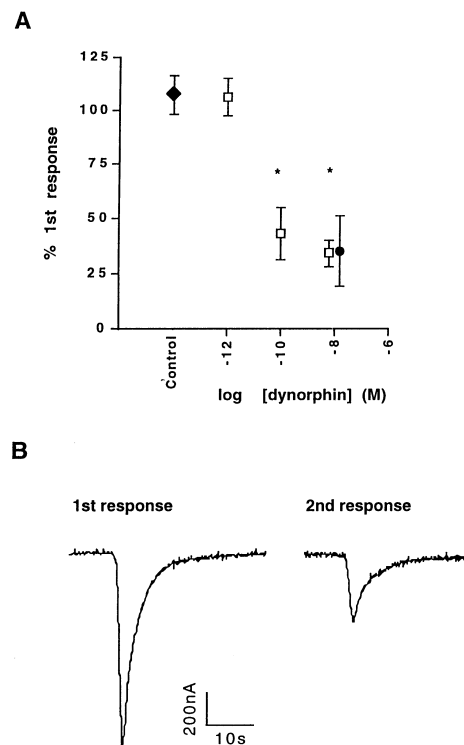 A
125
100
75
50
25
0
% 1st response
* *
Control -12 -10 -8 -6
log [dynorphin] (M)
B
1st response 2nd response
200nA
10s